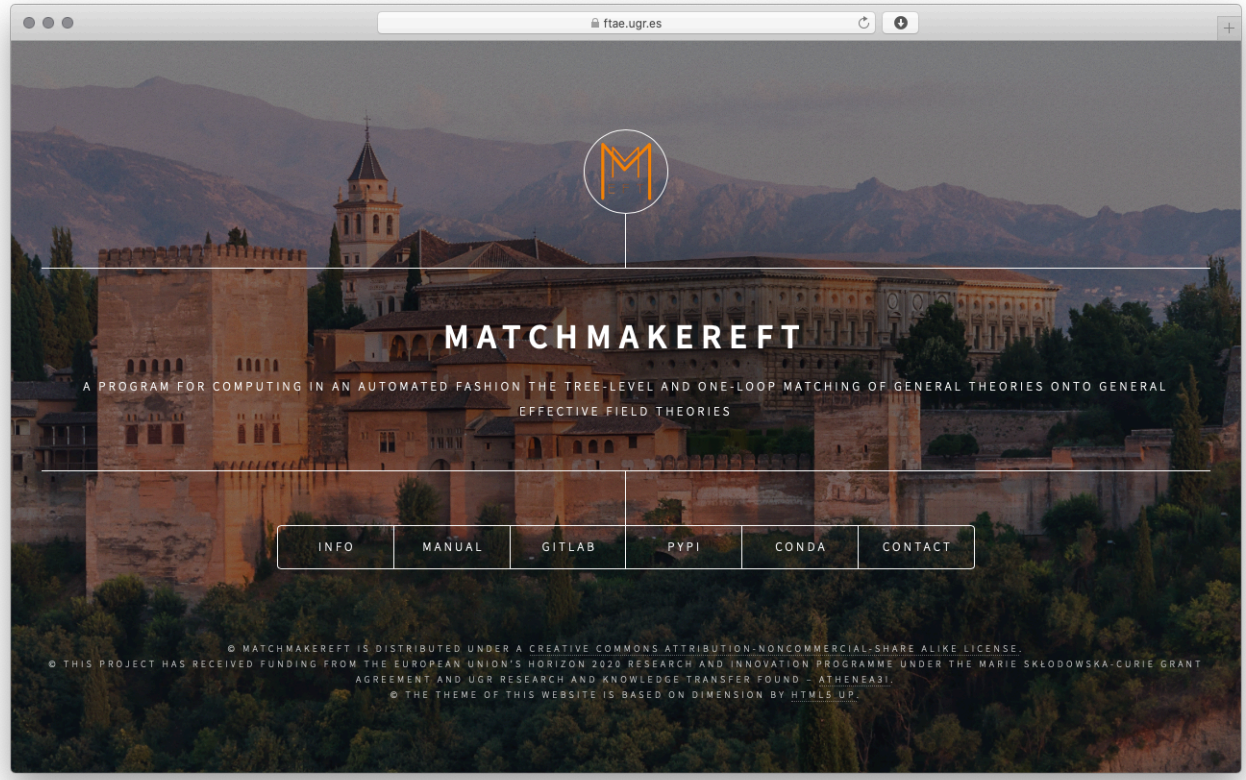 ftae.ugr.es
MATCHMAKEREFT
A PROGRAM FOR COMPUTING IN AN AUTOMATED FASHION THE TREE-LEVEL AND ONE-LOOP MATCHING OF GENERAL THEORIES ONTO GENERAL
EFFECTIVE FIELD THEORIES
INFO MANUAL GITLAB PYPI CONDA CONTACT
© MATCHMAKEREFT IS DISTRIBUTED UNDER A CREATIVE COMMONS ATTRIBUTION-NONCOMMERCIAL-SHARE ALIKE LICENSE.
© THIS PROJECT HAS RECEIVED FUNDING FROM THE EUROPEAN UNION'S HORIZON 2020 RESEARCH AND INNOVATION PROGRAMME UNDER THE MARIE SKŁODOWSKA-CURIE GRANT
AGREEMENT AND UGR RESEARCH AND KNOWLEDGE TRANSFER FOUND – ATHENEA3I.
© THE THEME OF THIS WEBSITE IS BASED ON DIMENSION BY HTML5 UP.